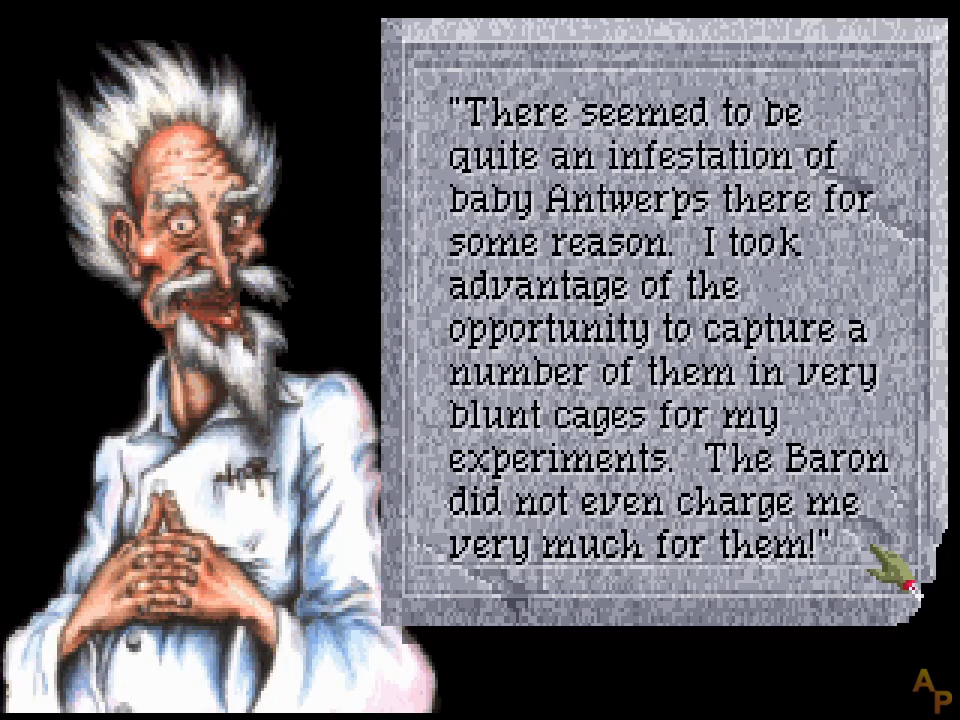 "There seemed to be
quite an infestation of
baby Antwerps there for
some reason.  I took
advantage of the
opportunity to capture a
number of them in very
blunt cages for my
experiments.  The Baron
did not even charge me
very much for them!"
AP